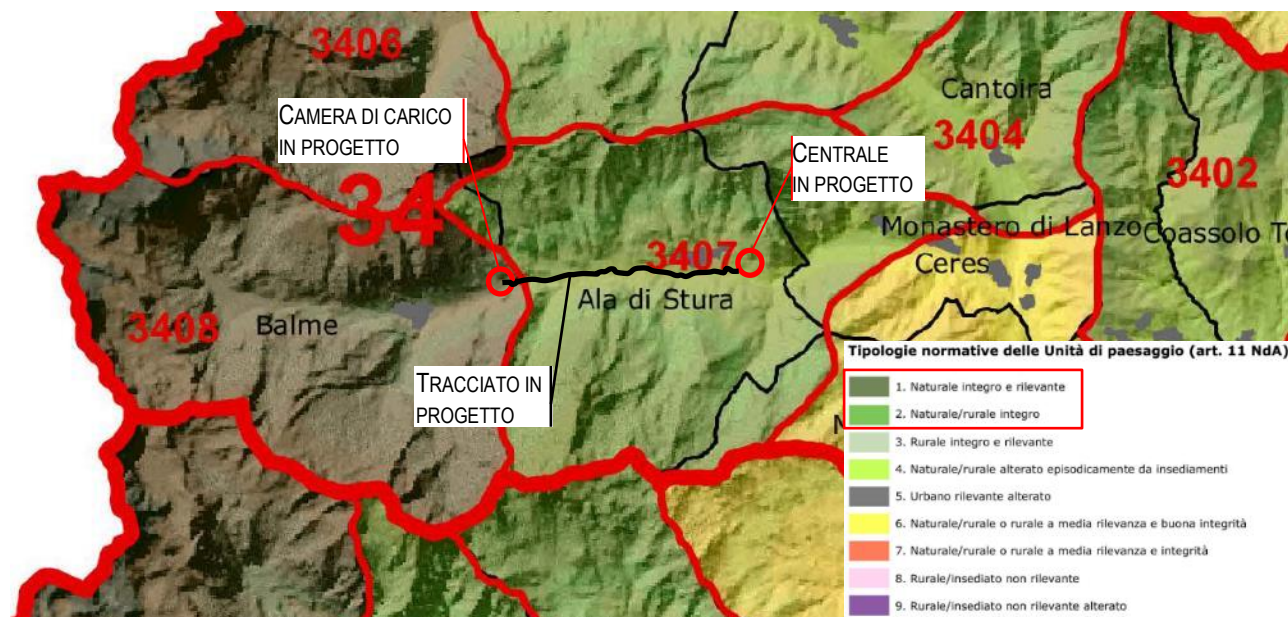 3406
CAMERA DI CARICO
IN PROGETTO
Cantoira
3404
CENTRALE
IN PROGETTO
3402
34
Monastero di Lanzo
Coassolo To
3407
Ceres
Ala di Stura
3408
Balme
TRACCIATO IN
PROGETTO
Tipologie normative delle Unità di paesaggio (art. 11 NdA)
1. Naturale integro e rilevante
2. Naturale/rurale integro
3. Rurale integro e rilevante
4. Naturale/rurale alterato episodicamente da insediamenti
5. Urbano rilevante alterato
6. Naturale/rurale o rurale a media rilevanza e buona integrità
7. Naturale/rurale o rurale a media rilevanza e integrità
8. Rurale/insediato non rilevante
9. Rurale/insediato non rilevante alterato